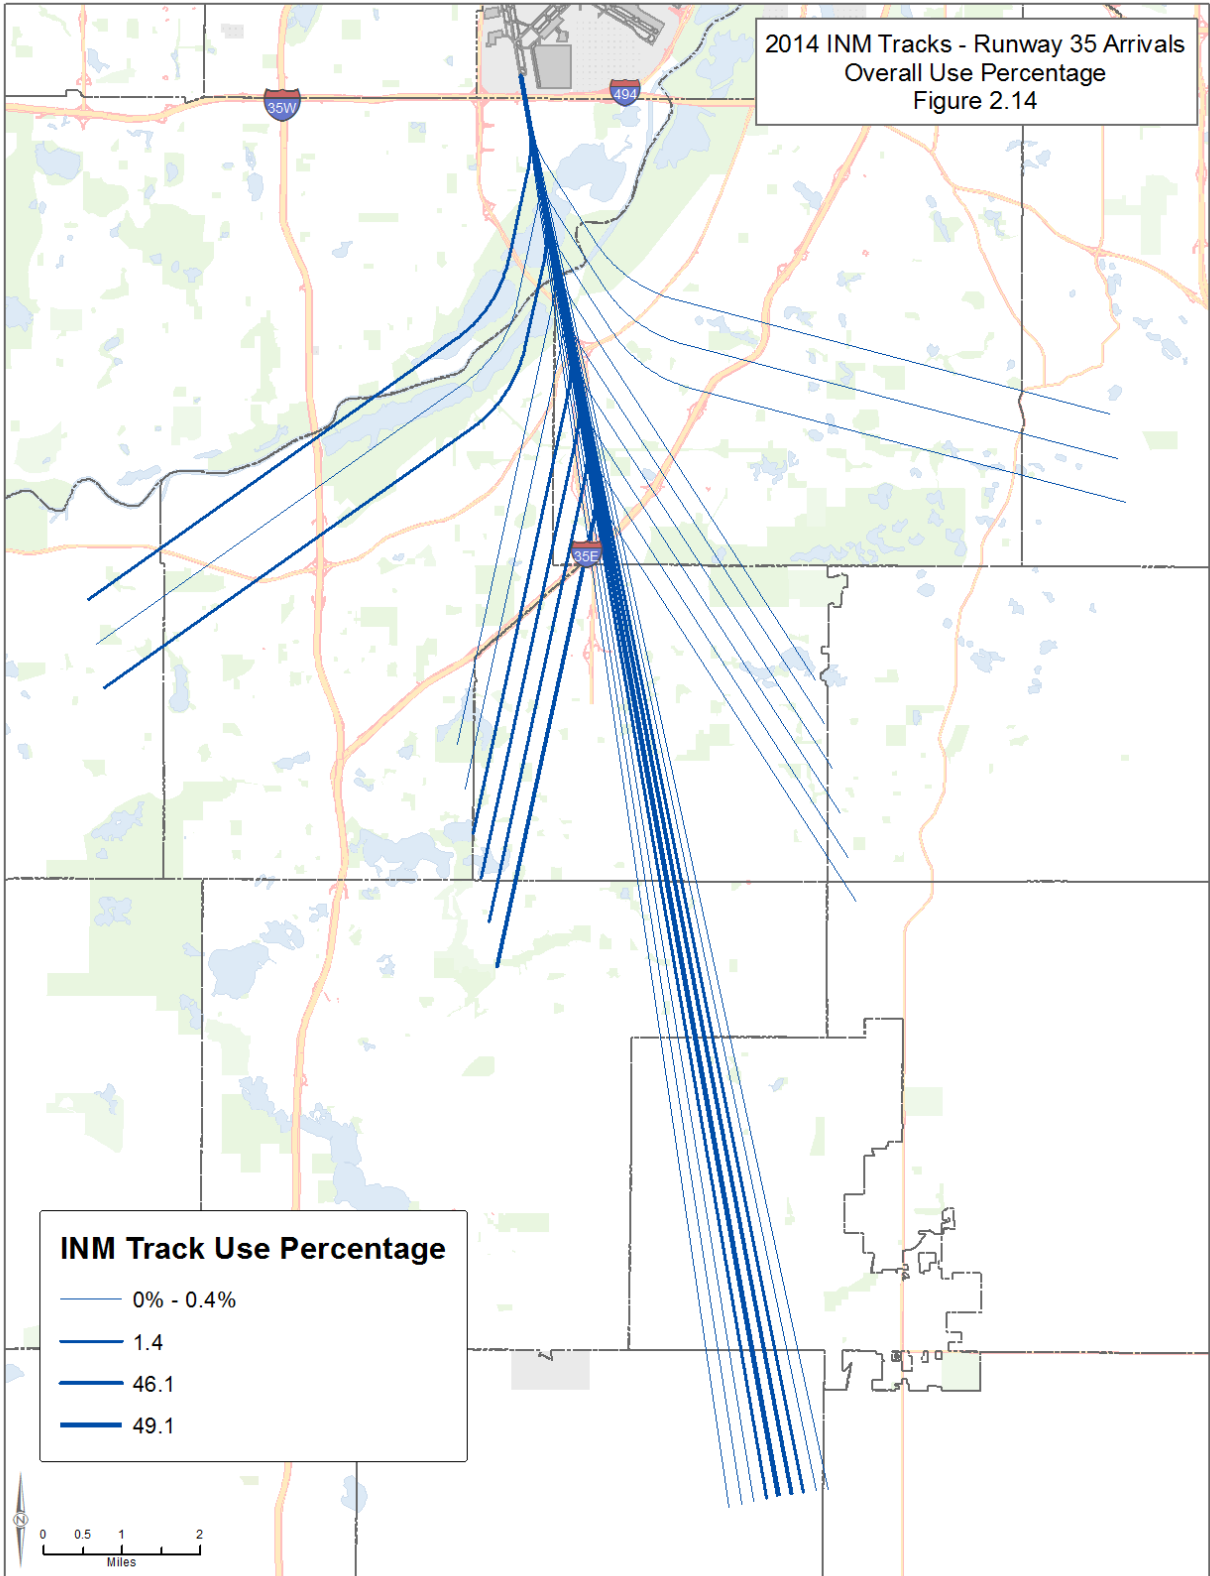 2014 INM Tracks - Runway 35 Arrivals
Overall Use Percentage
Figure 2.14
35W
494
35E
INM Track Use Percentage
0% - 0.4%
1.4
46.1
49.1
N
0 0.5 1 2
Miles